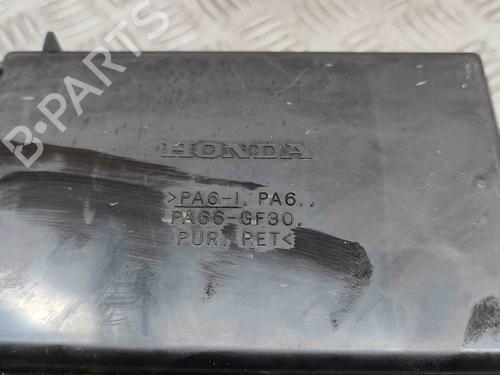 B-PARTS
HONDA
>PA6-I, PA6,
PA66-GF30,
PUR, PET<